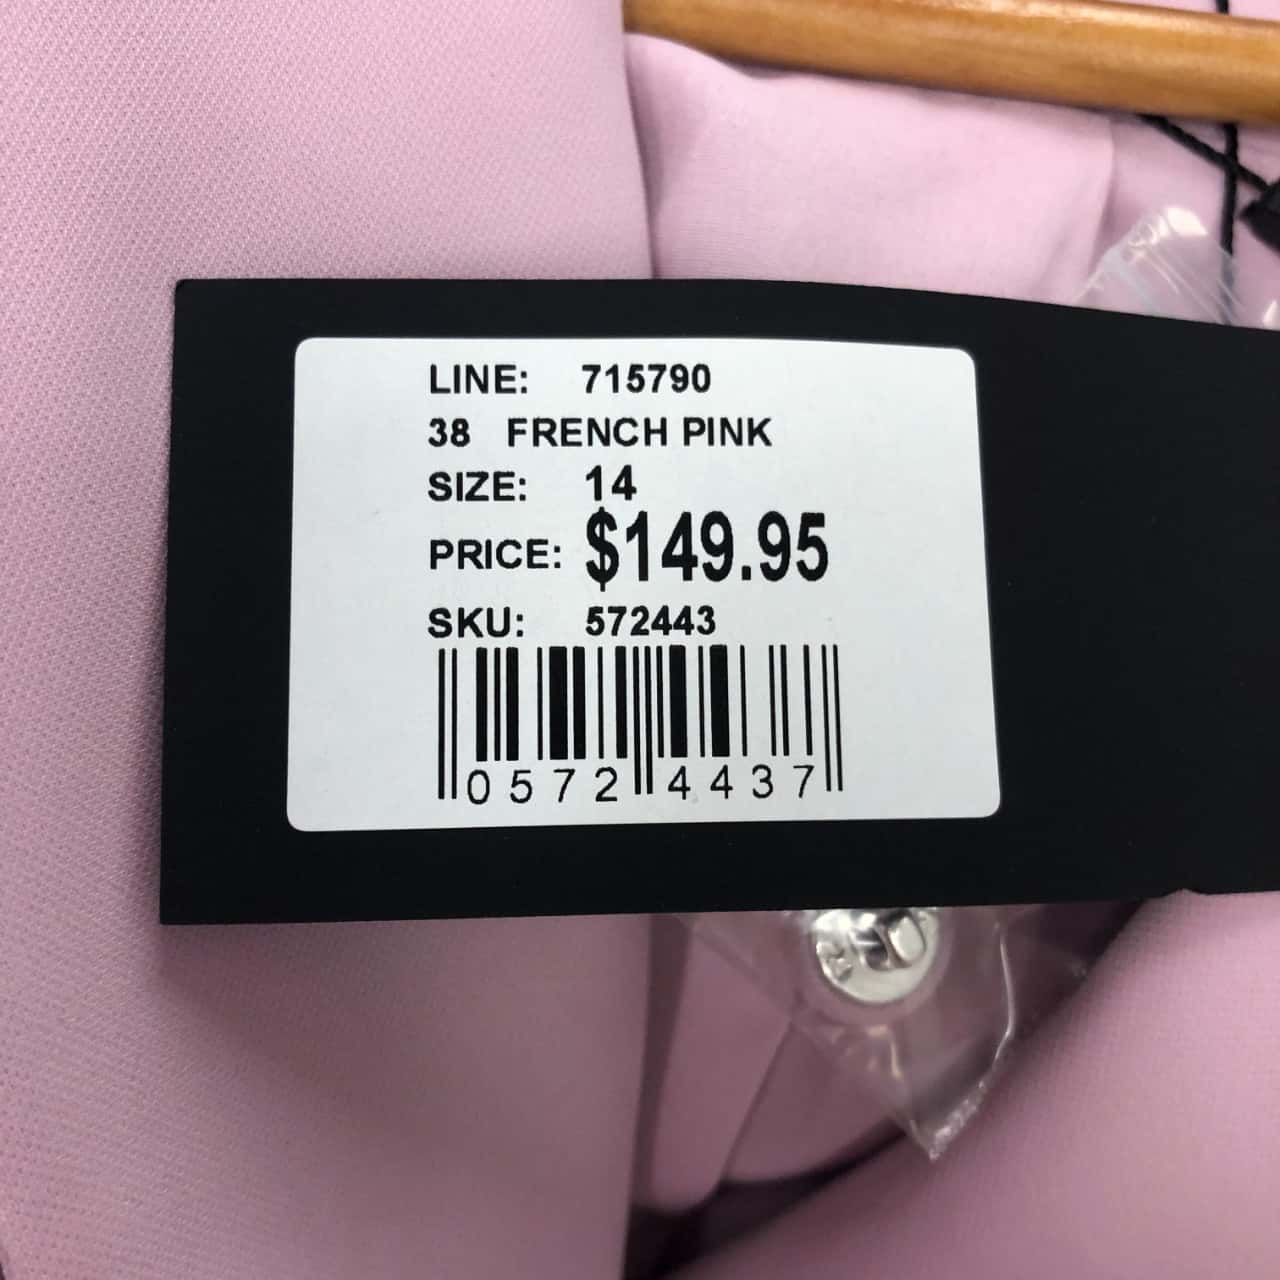 LINE: 715790
38 FRENCH PINK
SIZE: 14
PRICE: $149.95
SKU: 572443
0572 4437